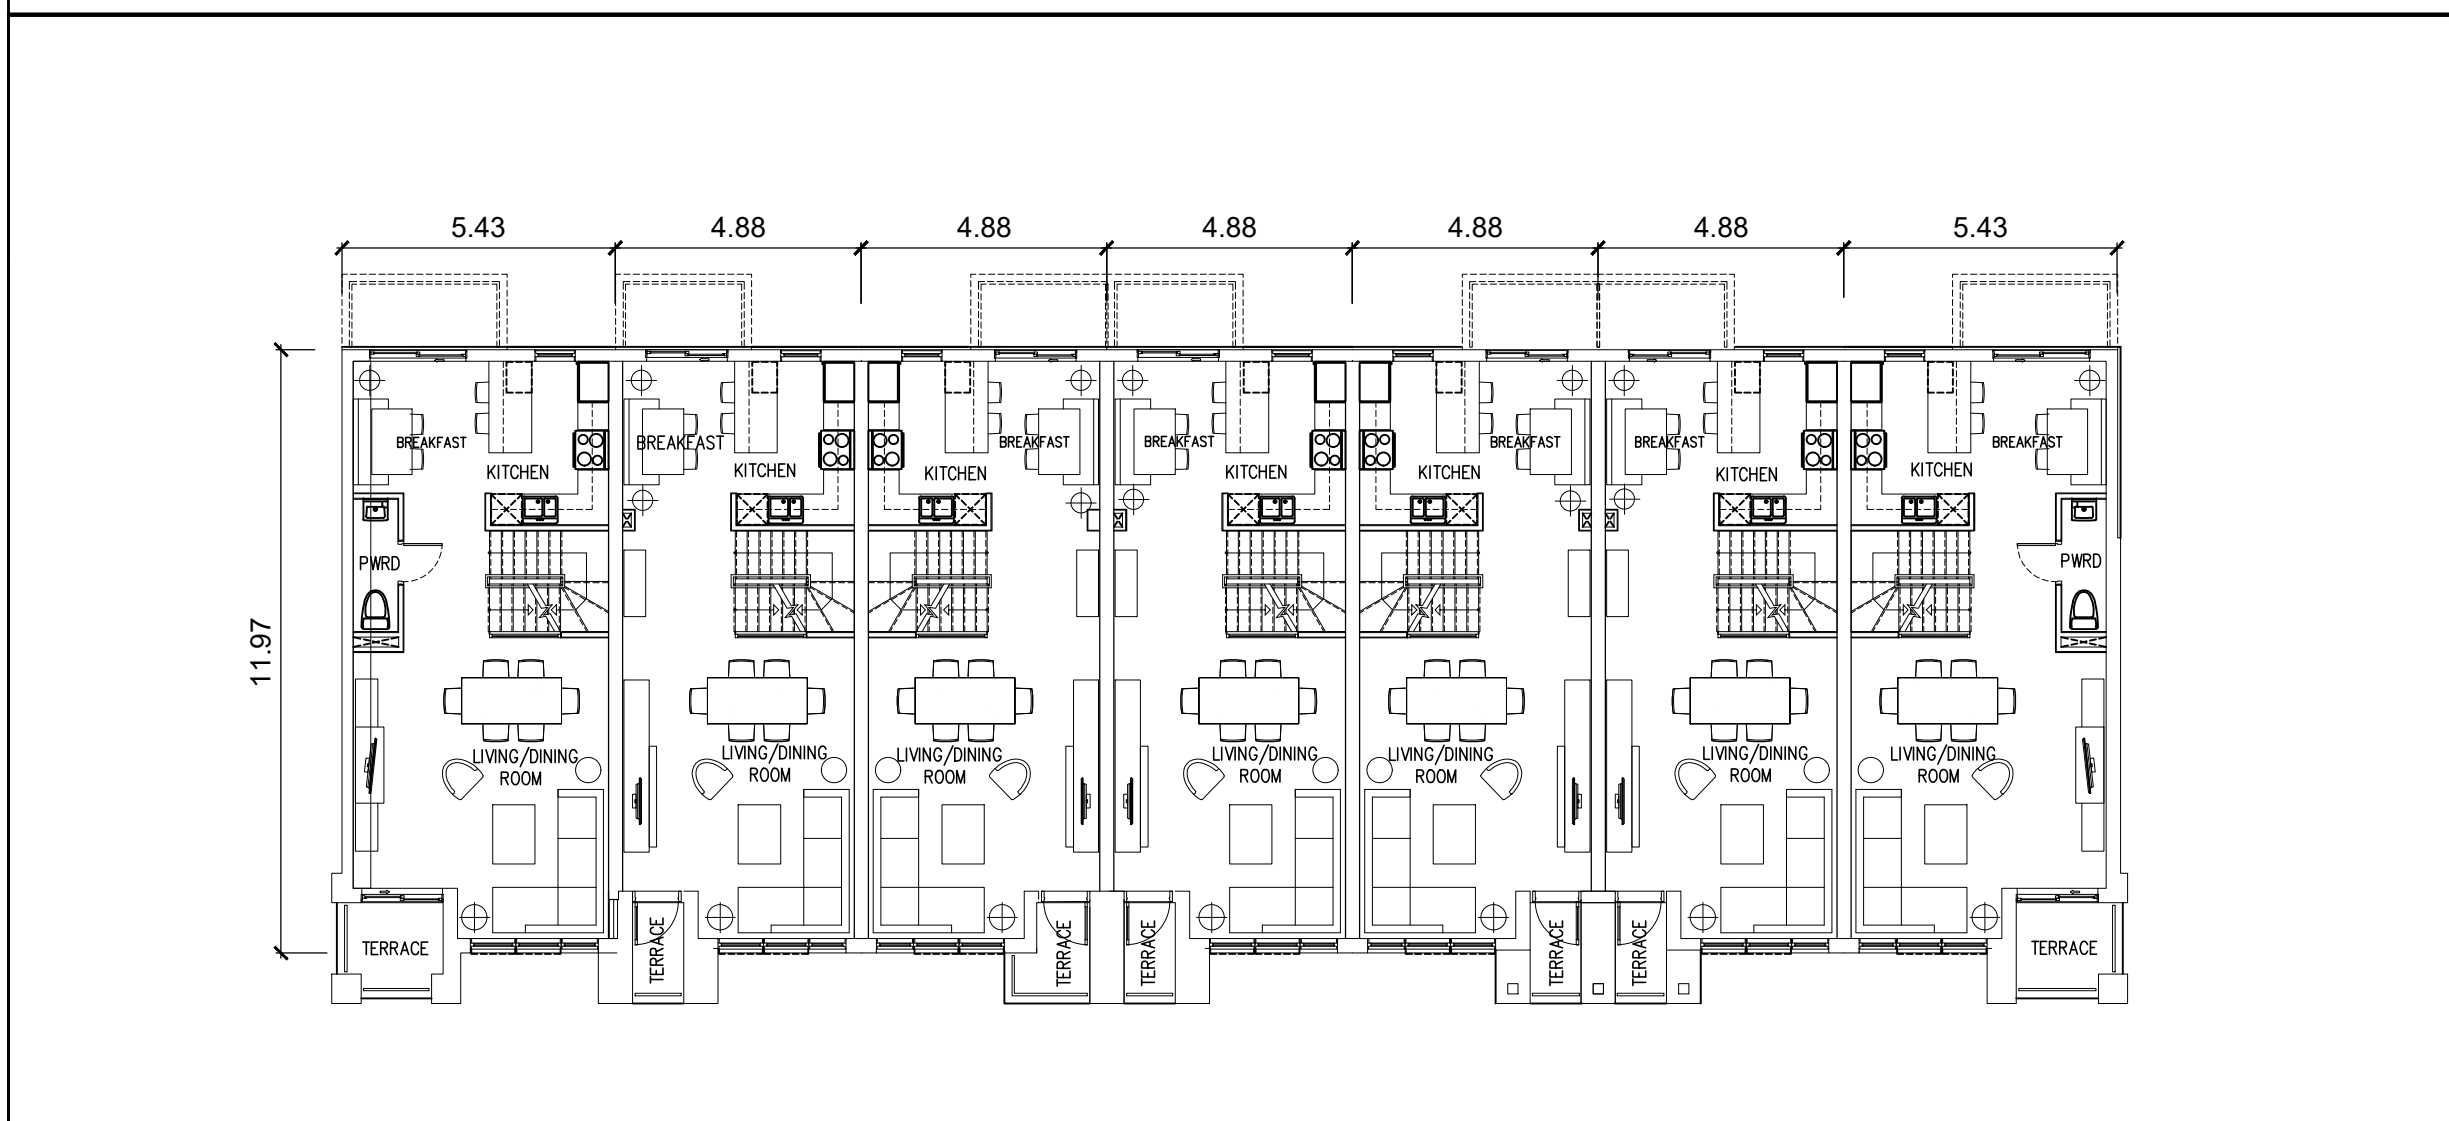 5.43 4.88 4.88 4.88 4.88 4.88 5.43
BREAKFAST BREAKFAST BREAKFAST BREAKFAST BREAKFAST BREAKFAST BREAKFAST
KITCHEN KITCHEN KITCHEN KITCHEN KITCHEN KITCHEN KITCHEN
PWRD PWRD
11.97
LIVING/DINING LIVING/DINING LIVING/DINING LIVING/DINING LIVING/DINING LIVING/DINING LIVING/DINING
ROOM ROOM ROOM ROOM ROOM ROOM ROOM
TERRACE TERRACE TERRACE TERRACE TERRACE TERRACE TERRACE